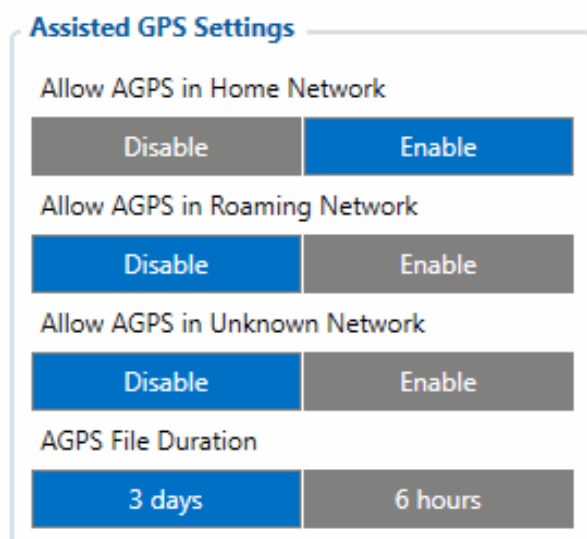 Assisted GPS Settings
Allow AGPS in Home Network
Disable Enable
Allow AGPS in Roaming Network
Disable Enable
Allow AGPS in Unknown Network
Disable Enable
AGPS File Duration
3 days 6 hours